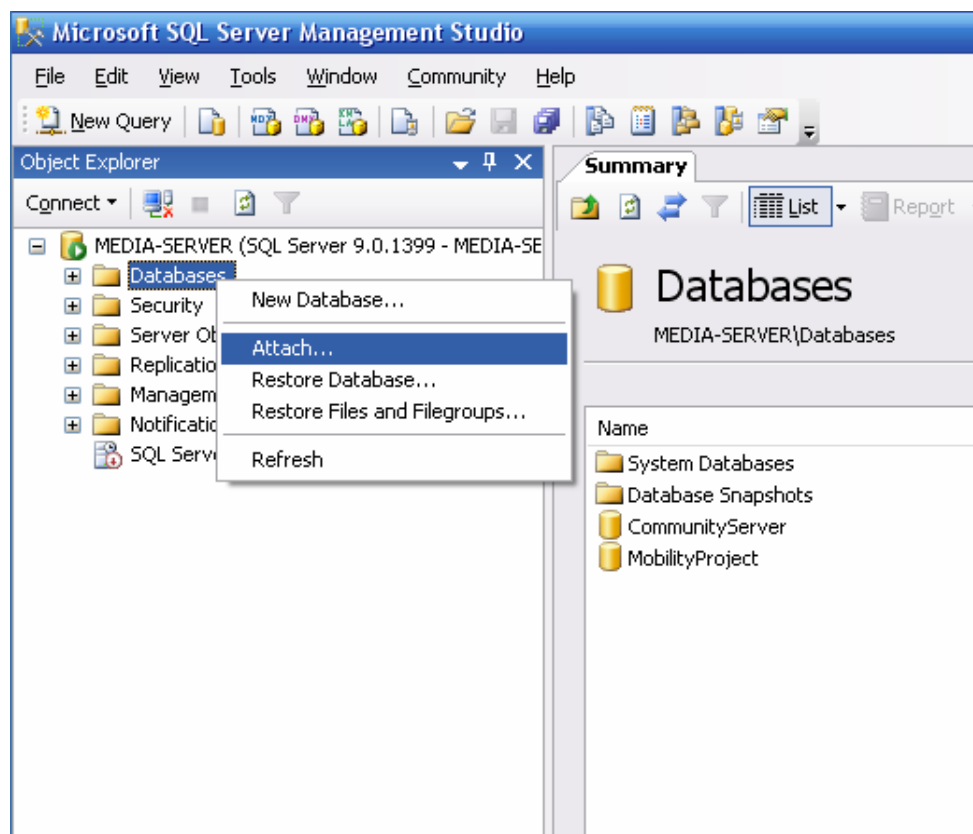 Microsoft SQL Server Management Studio
File Edit View Tools Window Community Help
New Query
Object Explorer
Connect
MEDIA-SERVER (SQL Server 9.0.1399 - MEDIA-SE
Databases
Security
Server Ob
Replicatio
Managem
Notificatio
SQL Serv
New Database...
Attach...
Restore Database...
Restore Files and Filegroups...
Refresh
Summary
List Report
Databases
MEDIA-SERVER\Databases
Name
System Databases
Database Snapshots
CommunityServer
MobilityProject